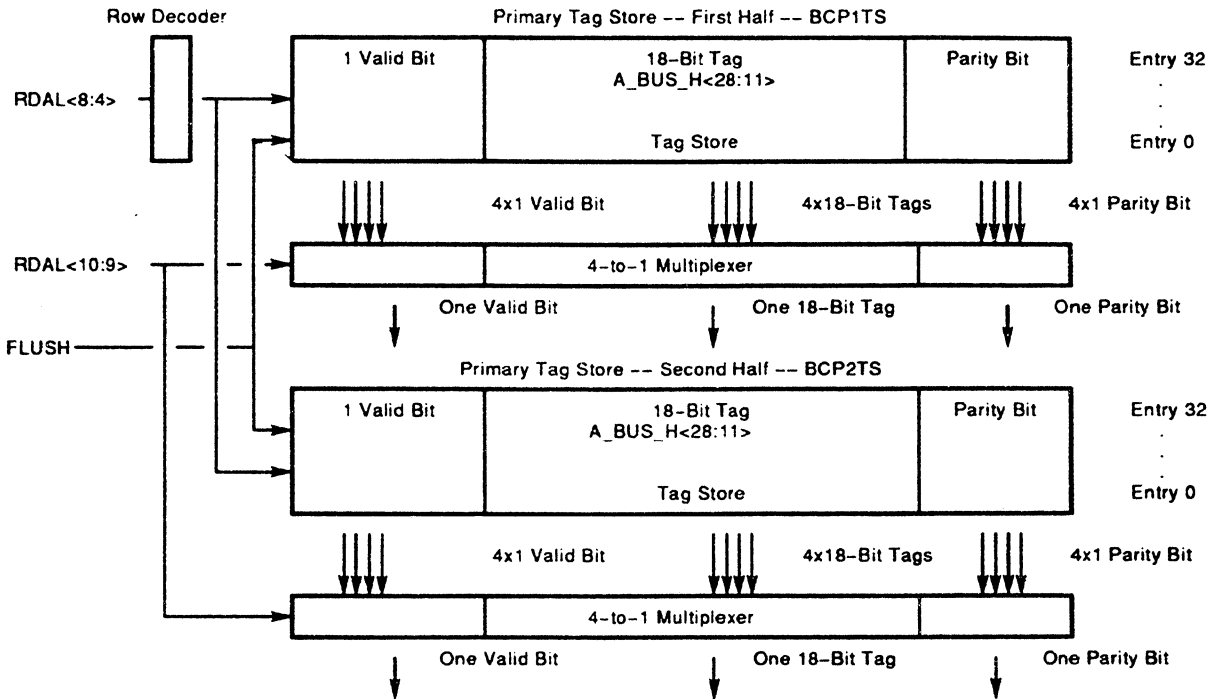 Row Decoder
Primary Tag Store -- First Half -- BCP1TS
1 Valid Bit
18-Bit Tag
A_BUS_H<28:11>
Parity Bit
Entry 32
RDAL<8:4>
.
.
.
Tag Store
Entry 0
4x1 Valid Bit
4x18-Bit Tags
4x1 Parity Bit
RDAL<10:9>
4-to-1 Multiplexer
One Valid Bit
One 18-Bit Tag
One Parity Bit
FLUSH
Primary Tag Store -- Second Half -- BCP2TS
1 Valid Bit
18-Bit Tag
A_BUS_H<28:11>
Parity Bit
Entry 32
.
.
.
Tag Store
Entry 0
4x1 Valid Bit
4x18-Bit Tags
4x1 Parity Bit
4-to-1 Multiplexer
One Valid Bit
One 18-Bit Tag
One Parity Bit